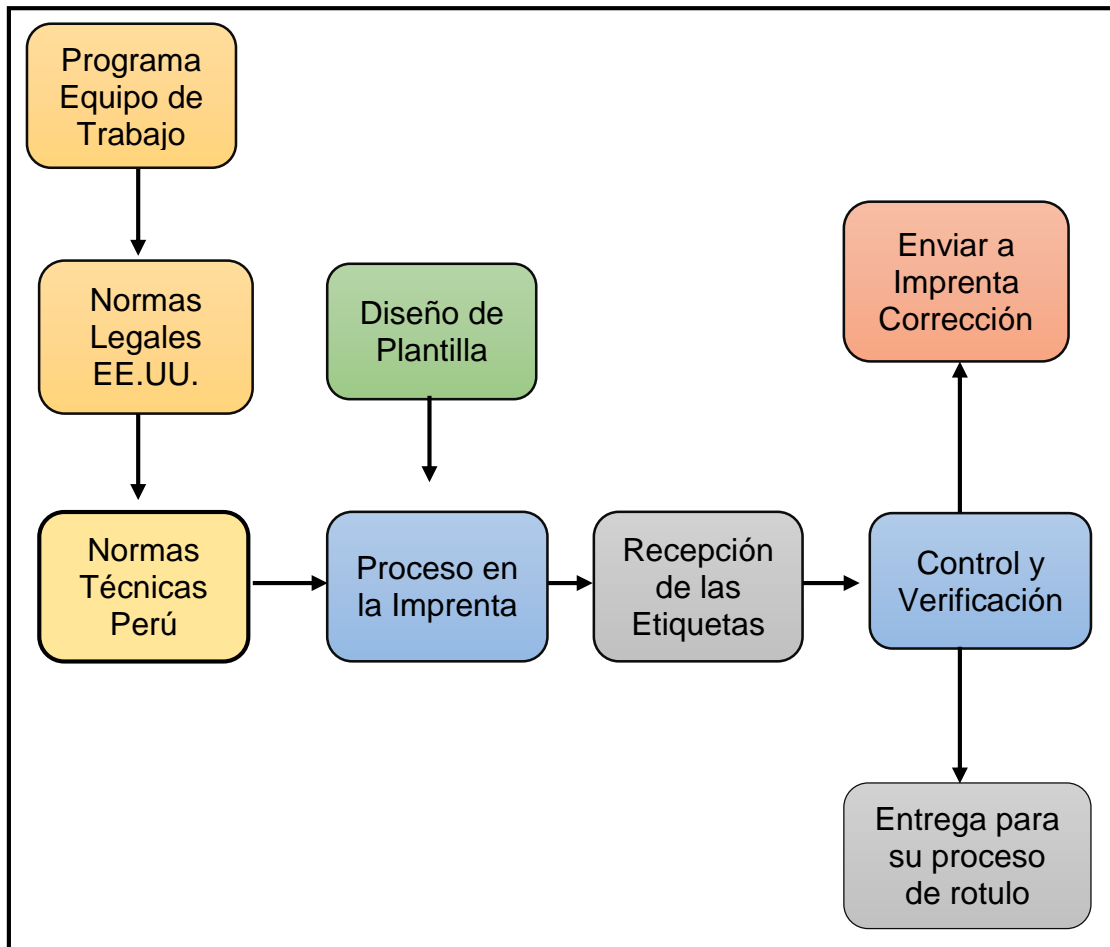 Programa
Equipo de
Trabajo
Normas
Legales
EE.UU.
Diseño de
Plantilla
Enviar a
Imprenta
Corrección
Normas
Técnicas
Perú
Proceso en
la Imprenta
Recepción
de las
Etiquetas
Control y
Verificación
Entrega para
su proceso
de rotulo